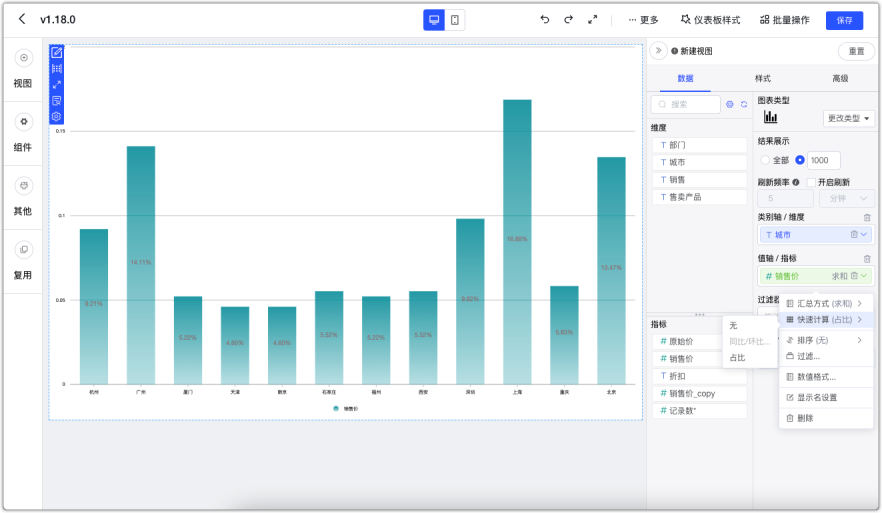 v1.18.0
更多
仪表板样式
批量操作
保存
视图
组件
其他
复用
0.15
0.1
0.05
0
9.21%
14.11%
5.22%
4.60%
4.60%
5.52%
5.22%
5.52%
9.82%
16.88%
5.83%
13.47%
杭州
广州
厦门
天津
南京
石家庄
福州
西安
深圳
上海
重庆
北京
销售价
新建视图
重置
数据
样式
高级
搜索
维度
T 部门
T 城市
T 销售
T 售卖产品
指标
# 原始价
# 销售价
T 折扣
# 销售价_copy
# 记录数*
图表类型
更改类型
结果展示
全部
1000
刷新频率
开启刷新
5
分钟
类别轴 / 维度
T 城市
值轴 / 指标
# 销售价
求和
过滤器
汇总方式 (求和)
快速计算 (占比)
排序 (无)
过滤...
数值格式...
显示名设置
删除
无
同比/环比...
占比